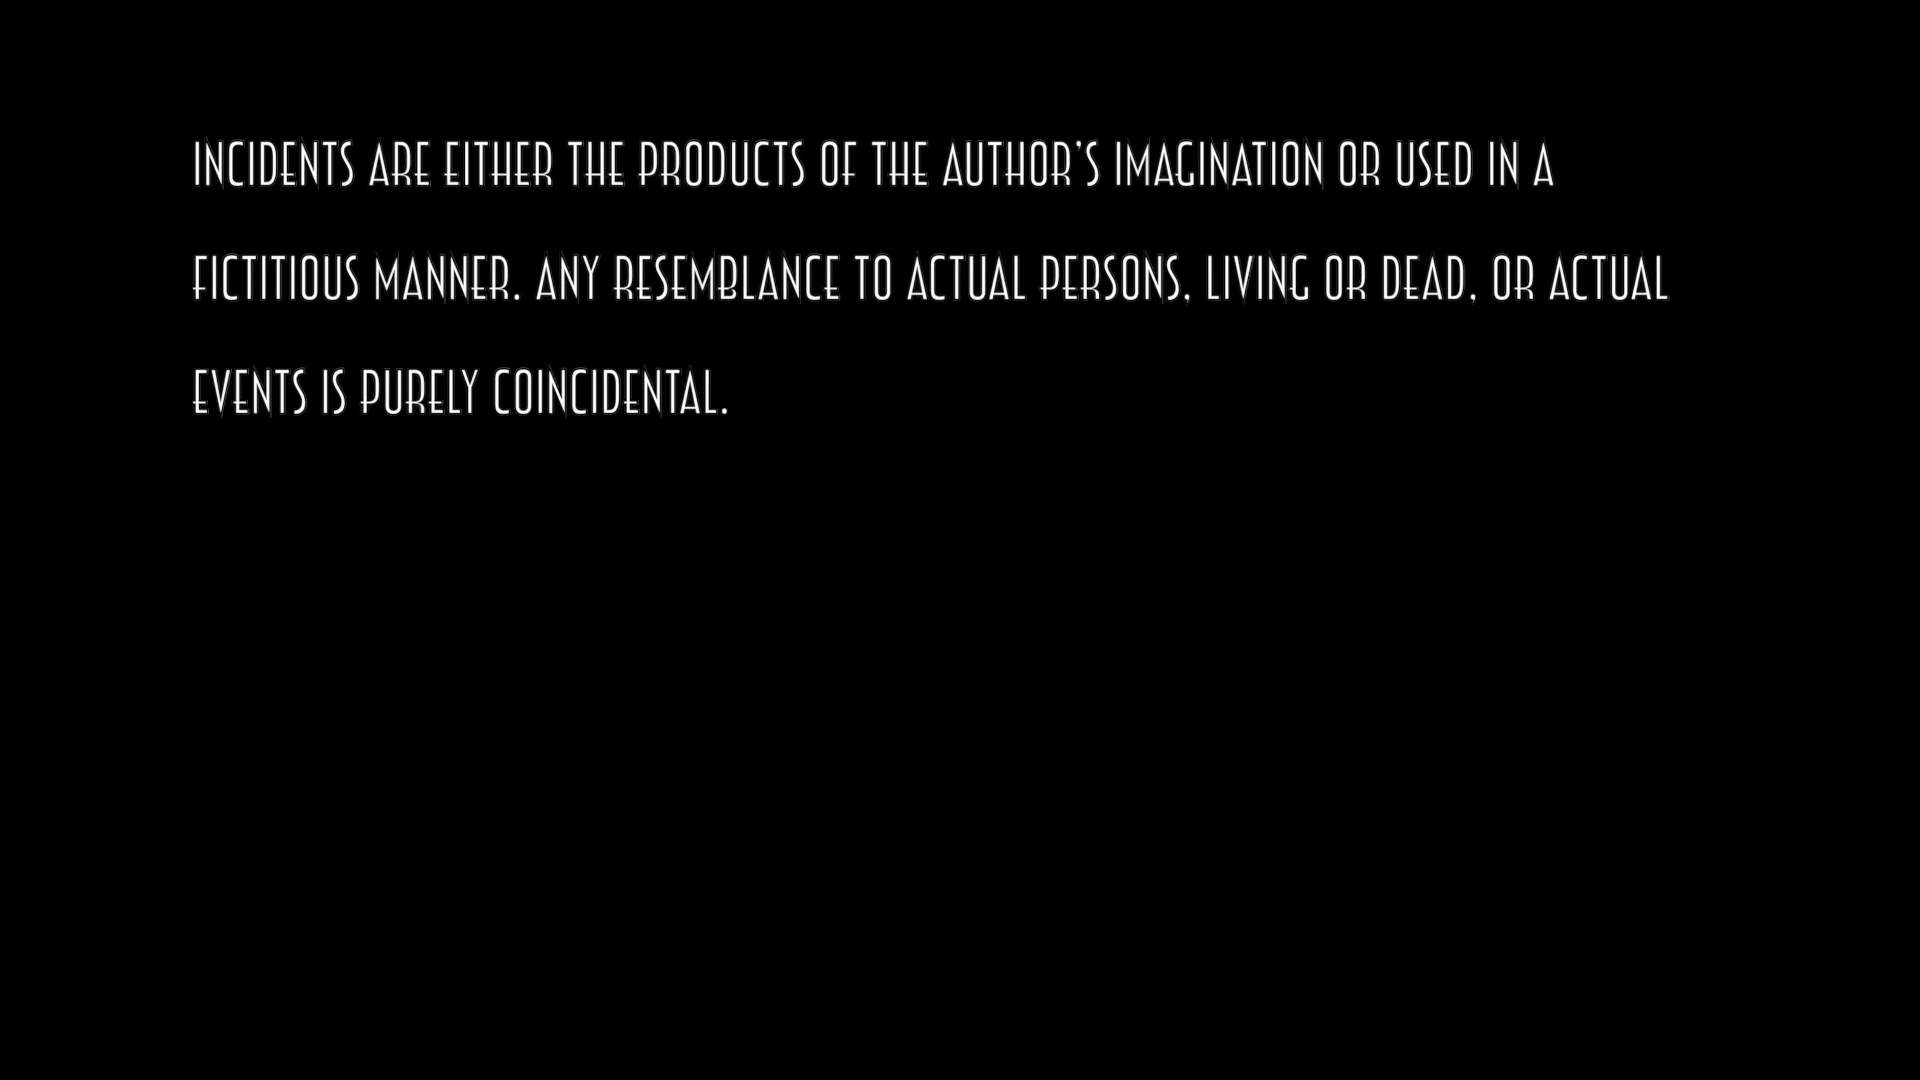 INCIDENTS ARE EITHER THE PRODUCTS OF THE AUTHOR'S IMAGINATION OR USED IN A
FICTITIOUS MANNER. ANY RESEMBLANCE TO ACTUAL PERSONS, LIVING OR DEAD, OR ACTUAL
EVENTS IS PURELY COINCIDENTAL.